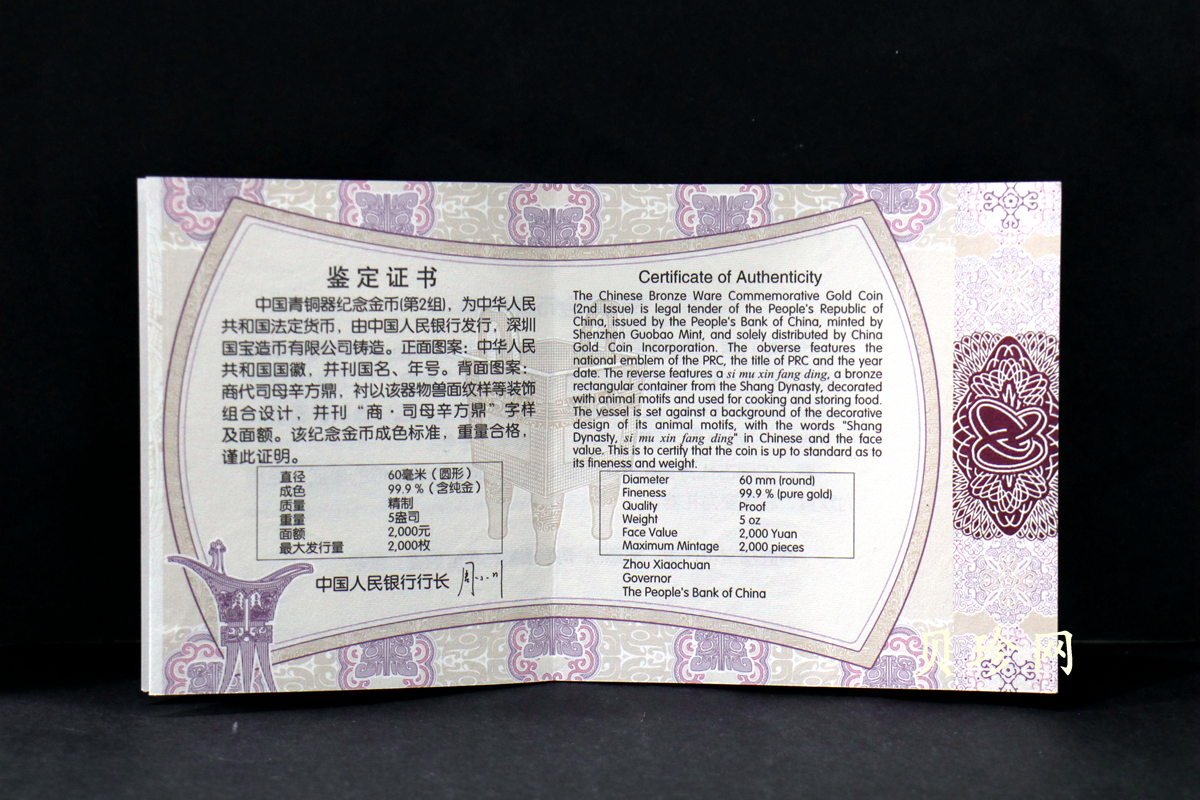 鉴定证书
中国青铜器纪念金币(第2组)，为中华人民
共和国法定货币，由中国人民银行发行，深圳
国宝造币有限公司铸造。正面图案：中华人民
共和国国徽，并刊国名、年号。背面图案：
商代司母辛方鼎，衬以该器物兽面纹样等装饰
组合设计，并刊“商·司母辛方鼎”字样
及面额。该纪念金币成色标准，重量合格，
谨此证明。
直径 60毫米（圆形）
成色 99.9％（含纯金）
质量 精制
重量 5盎司
面额 2,000元
最大发行量 2,000枚
中国人民银行行长 周小川
Certificate of Authenticity
The Chinese Bronze Ware Commemorative Gold Coin
(2nd Issue) is legal tender of the People's Republic of
China, issued by the People's Bank of China, minted by
Shenzhen Guobao Mint, and solely distributed by China
Gold Coin Incorporation. The obverse features the
national emblem of the PRC, the title of PRC and the year
date. The reverse features a si mu xin fang ding, a bronze
rectangular container from the Shang Dynasty, decorated
with animal motifs and used for cooking and storing food.
The vessel is set against a background of the decorative
design of its animal motifs, with the words "Shang
Dynasty, si mu xin fang ding" in Chinese and the face
value. This is to certify that the coin is up to standard as to
its fineness and weight.
Diameter 60 mm (round)
Fineness 99.9 % (pure gold)
Quality Proof
Weight 5 oz
Face Value 2,000 Yuan
Maximum Mintage 2,000 pieces
Zhou Xiaochuan
Governor
The People's Bank of China
贝珍网